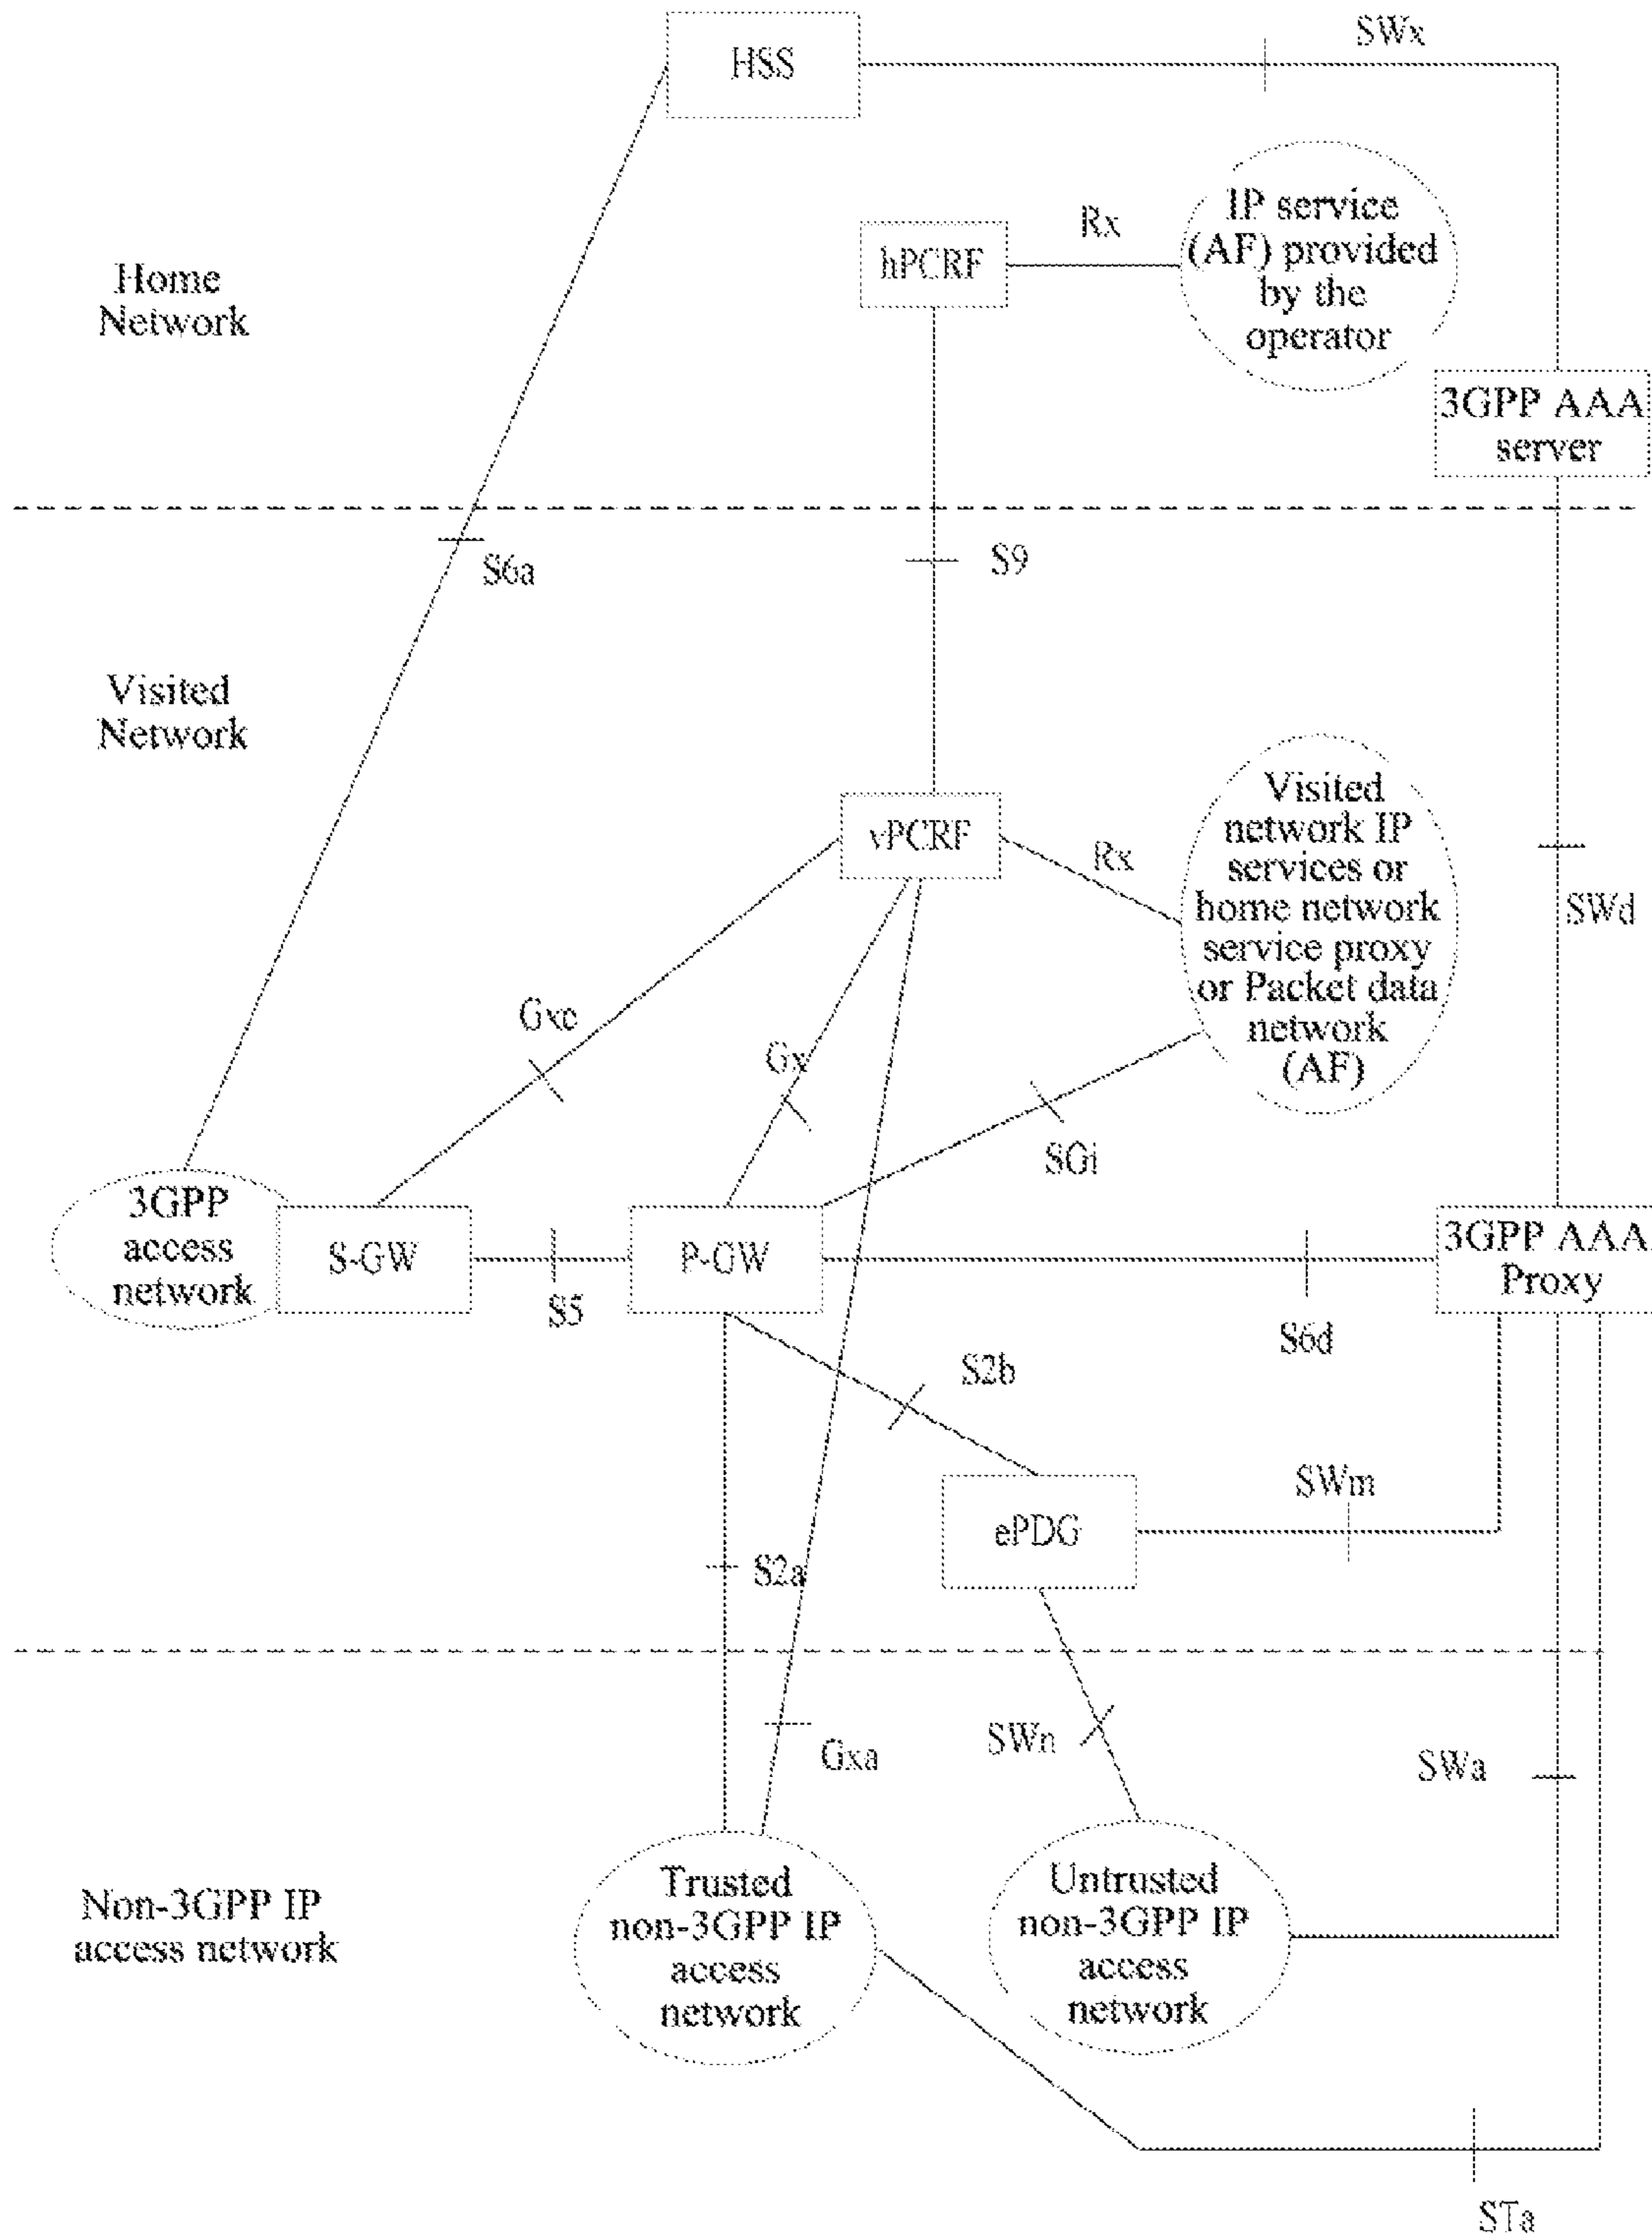 HSS
SWx
Home
Network
hPCRF
Rx
IP service
(AF) provided
by the
operator
3GPP AAA
server
S6a
S9
Visited
Network
vPCRF
Rx
Visited
network IP
services or
home network
service proxy
or Packet data
network
(AF)
SWd
Gxc
Gx
SGi
3GPP
access
network
S-GW
S5
P-GW
S6d
3GPP AAA
Proxy
S2b
SWm
ePDG
S2a
Gxa
SWn
SWa
Non-3GPP IP
access network
Trusted
non-3GPP IP
access
network
Untrusted
non-3GPP IP
access
network
STa